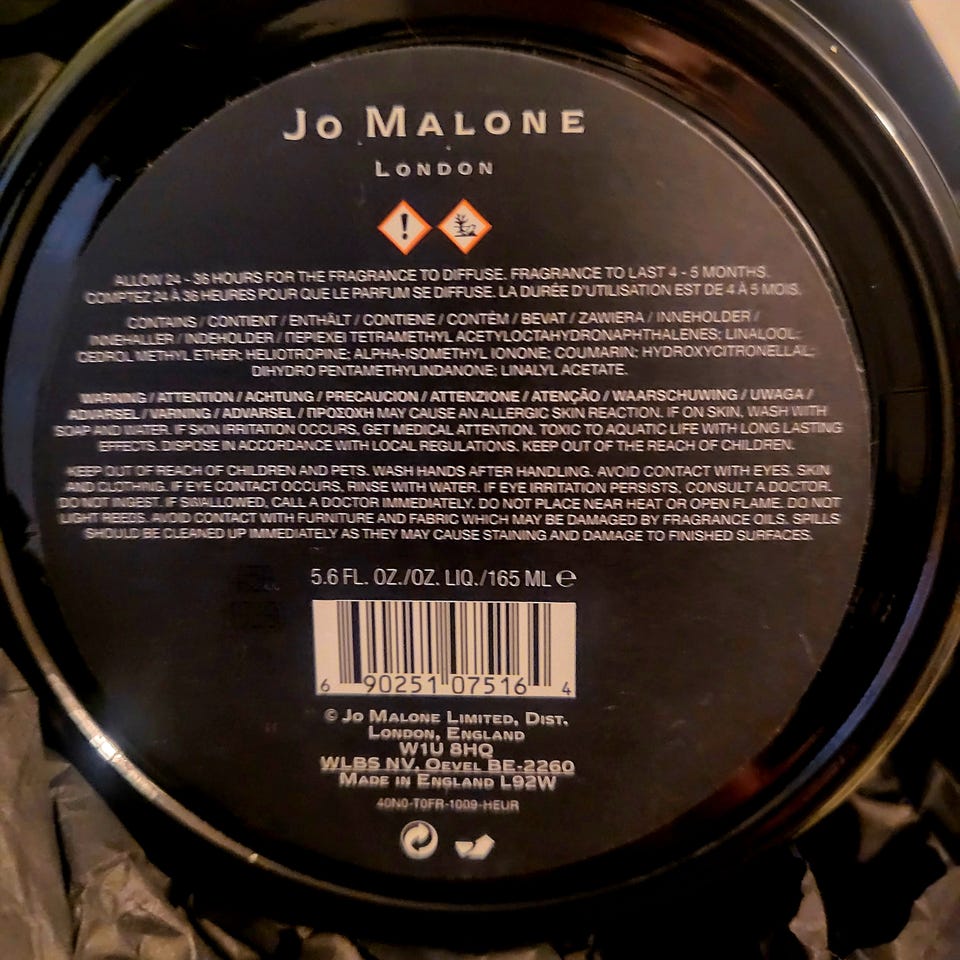 Jo Malone
London
ALLOW 24 - 36 HOURS FOR THE FRAGRANCE TO DIFFUSE. FRAGRANCE TO LAST 4 - 5 MONTHS.
COMPTEZ 24 À 36 HEURES POUR QUE LE PARFUM SE DIFFUSE. LA DURÉE D'UTILISATION EST DE 4 À 5 MOIS.
CONTAINS / CONTIENT / ENTHÄLT / CONTIENE / CONTÉM / BEVAT / ZAWIERA / INNEHOLDER /
INNEHALLER / INDEHOLDER / ΠΕΡΙΕΧΕΙ TETRAMETHYL ACETYLOCTAHYDRONAPHTHALENES; LINALOOL;
CEDROL METHYL ETHER; HELIOTROPINE; ALPHA-ISOMETHYL IONONE; COUMARIN; HYDROXYCITRONELLAL;
DIHYDRO PENTAMETHYLINDANONE; LINALYL ACETATE.
WARNING / ATTENTION / ACHTUNG / PRECAUCION / ATTENZIONE / ATENÇÃO / WAARSCHUWING / UWAGA /
ADVARSEL / VARNING / ADVARSEL / ΠΡΟΣΟΧΗ MAY CAUSE AN ALLERGIC SKIN REACTION. IF ON SKIN, WASH WITH
SOAP AND WATER. IF SKIN IRRITATION OCCURS, GET MEDICAL ATTENTION. TOXIC TO AQUATIC LIFE WITH LONG LASTING
EFFECTS. DISPOSE IN ACCORDANCE WITH LOCAL REGULATIONS. KEEP OUT OF THE REACH OF CHILDREN.
KEEP OUT OF REACH OF CHILDREN AND PETS. WASH HANDS AFTER HANDLING. AVOID CONTACT WITH EYES, SKIN
AND CLOTHING. IF EYE CONTACT OCCURS, RINSE WITH WATER. IF EYE IRRITATION PERSISTS, CONSULT A DOCTOR.
DO NOT INGEST. IF SWALLOWED, CALL A DOCTOR IMMEDIATELY. DO NOT PLACE NEAR HEAT OR OPEN FLAME. DO NOT
LIGHT REEDS. AVOID CONTACT WITH FURNITURE AND FABRIC WHICH MAY BE DAMAGED BY FRAGRANCE OILS. SPILLS
SHOULD BE CLEANED UP IMMEDIATELY AS THEY MAY CAUSE STAINING AND DAMAGE TO FINISHED SURFACES.
5.6 FL. OZ./OZ. LIQ./165 ML ℮
6 90251 07516 4
© Jo Malone Limited, Dist.
London, England
W1U 8HQ
WLBS NV, Oevel BE-2260
Made in England L92W
40N0-T0FR-1009-HEUR